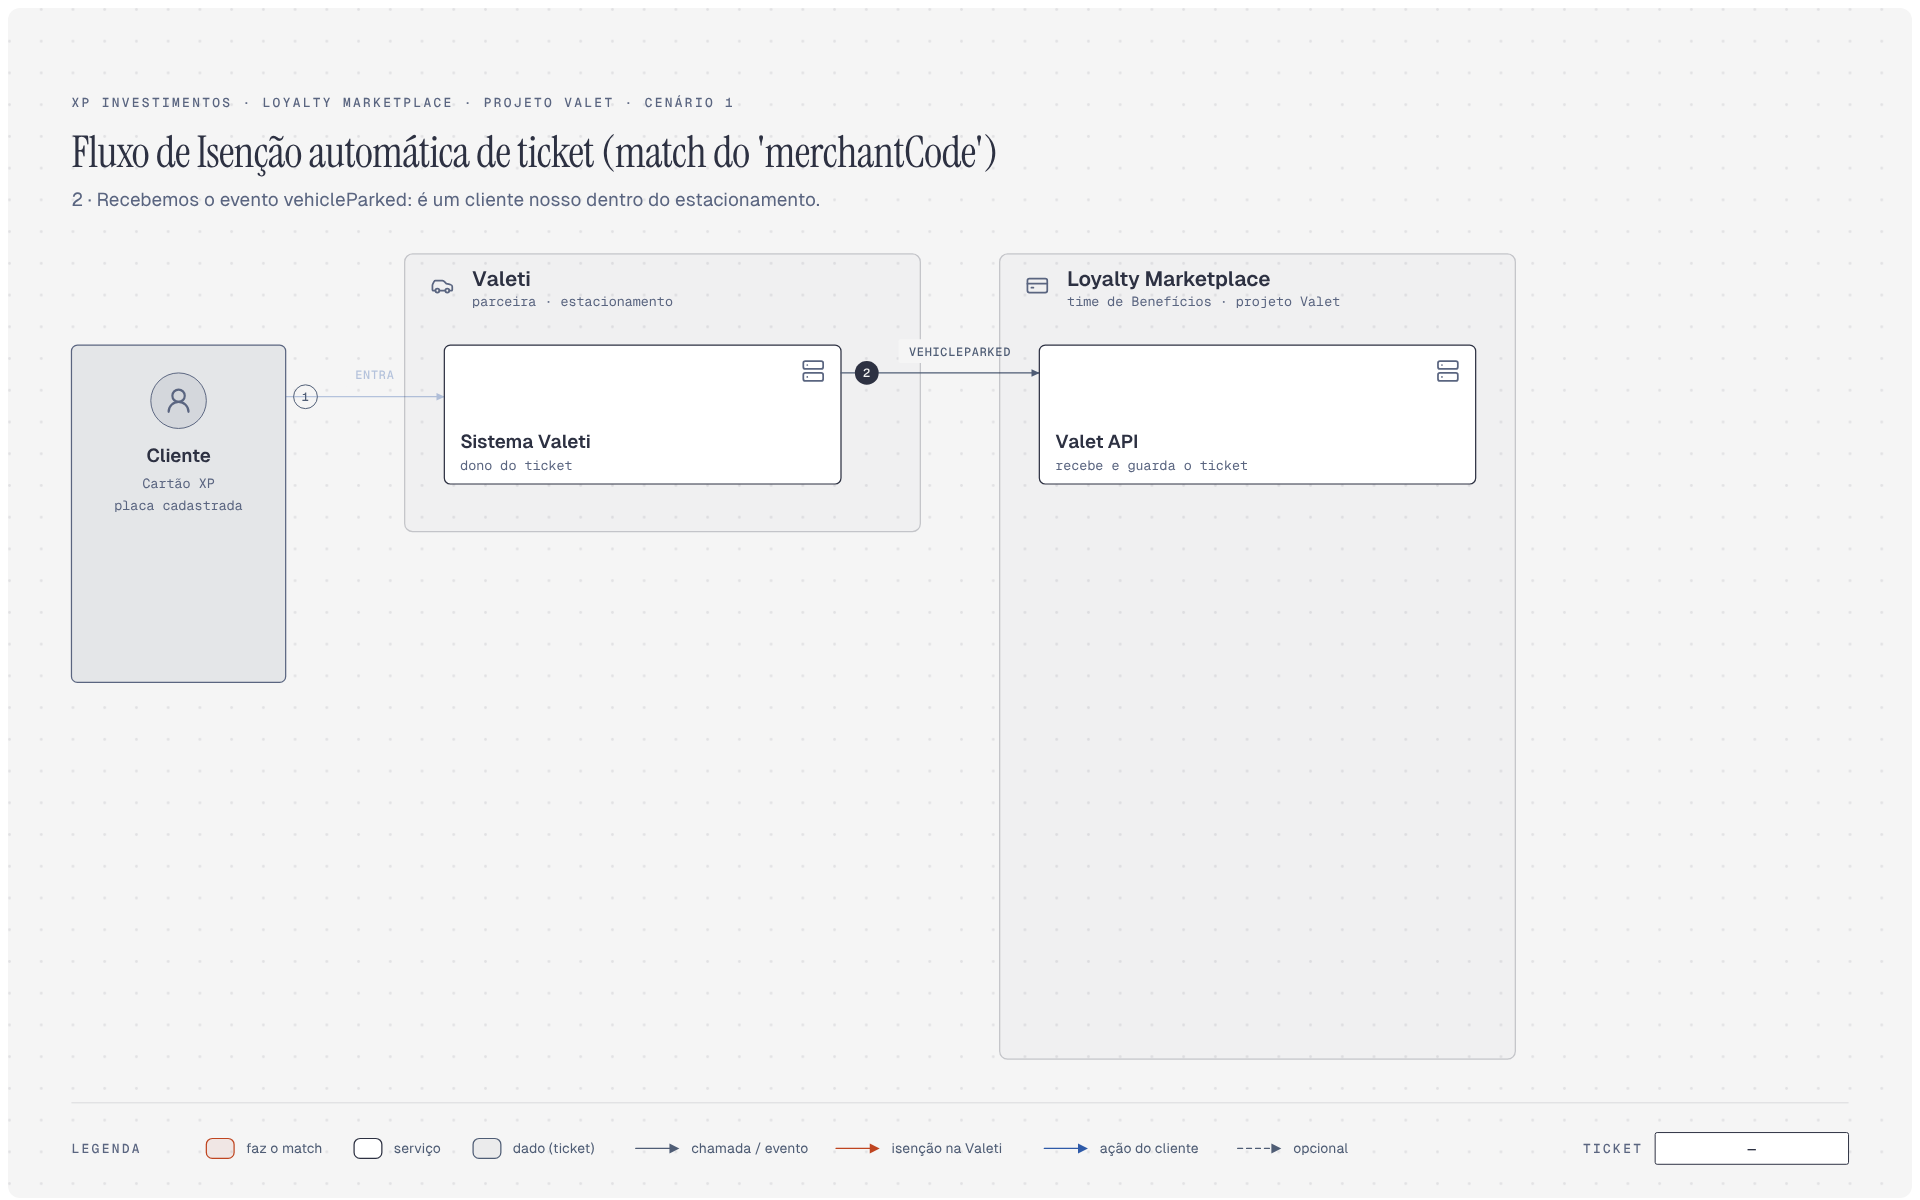 XP INVESTIMENTOS · LOYALTY MARKETPLACE · PROJETO VALET · CENÁRIO 1
Fluxo de Isenção automática de ticket (match do 'merchantCode')
2 · Recebemos o evento vehicleParked: é um cliente nosso dentro do estacionamento.
Valeti
parceira · estacionamento
Loyalty Marketplace
time de Benefícios · projeto Valet
Cliente
Cartão XP
placa cadastrada
1
ENTRA
Sistema Valeti
dono do ticket
2
VEHICLEPARKED
Valet API
recebe e guarda o ticket
LEGENDA
faz o match
serviço
dado (ticket)
chamada / evento
isenção na Valeti
ação do cliente
opcional
TICKET
—